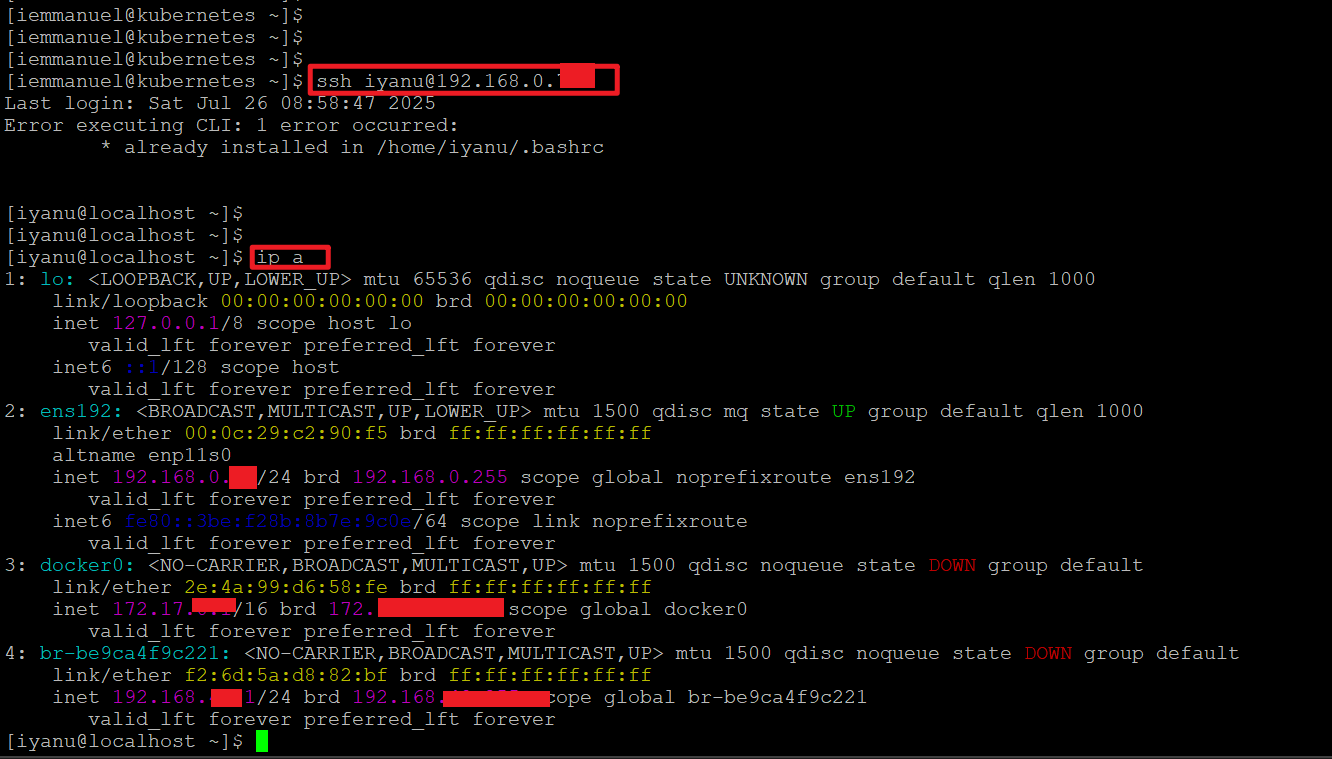 [iemmanuel@kubernetes ~]$
[iemmanuel@kubernetes ~]$
[iemmanuel@kubernetes ~]$
[iemmanuel@kubernetes ~]$ ssh iyanu@192.168.0.
Last login: Sat Jul 26 08:58:47 2025
Error executing CLI: 1 error occurred:
        * already installed in /home/iyanu/.bashrc
[iyanu@localhost ~]$
[iyanu@localhost ~]$
[iyanu@localhost ~]$ ip a
1: lo: <LOOPBACK,UP,LOWER_UP> mtu 65536 qdisc noqueue state UNKNOWN group default qlen 1000
    link/loopback 00:00:00:00:00:00 brd 00:00:00:00:00:00
    inet 127.0.0.1/8 scope host lo
       valid_lft forever preferred_lft forever
    inet6 ::1/128 scope host
       valid_lft forever preferred_lft forever
2: ens192: <BROADCAST,MULTICAST,UP,LOWER_UP> mtu 1500 qdisc mq state UP group default qlen 1000
    link/ether 00:0c:29:c2:90:f5 brd ff:ff:ff:ff:ff:ff
    altname enp11s0
    inet 192.168.0. /24 brd 192.168.0.255 scope global noprefixroute ens192
       valid_lft forever preferred_lft forever
    inet6 fe80::3be:f28b:8b7e:9c0e/64 scope link noprefixroute
       valid_lft forever preferred_lft forever
3: docker0: <NO-CARRIER,BROADCAST,MULTICAST,UP> mtu 1500 qdisc noqueue state DOWN group default
    link/ether 2e:4a:99:d6:58:fe brd ff:ff:ff:ff:ff:ff
    inet 172.17. /16 brd 172. scope global docker0
       valid_lft forever preferred_lft forever
4: br-be9ca4f9c221: <NO-CARRIER,BROADCAST,MULTICAST,UP> mtu 1500 qdisc noqueue state DOWN group default
    link/ether f2:6d:5a:d8:82:bf brd ff:ff:ff:ff:ff:ff
    inet 192.168. 1/24 brd 192.168. cope global br-be9ca4f9c221
       valid_lft forever preferred_lft forever
[iyanu@localhost ~]$